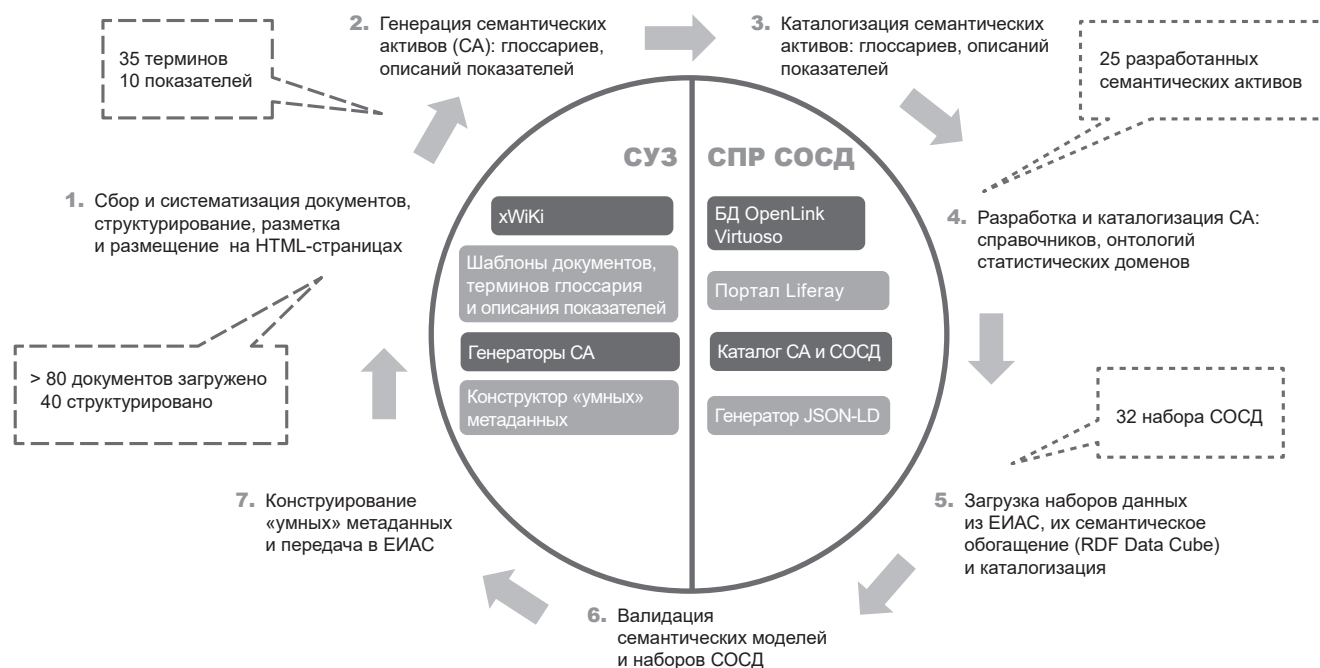 35 терминов
10 показателей
2. Генерация семантических
активов (СА): глоссариев,
описаний показателей
3. Каталогизация семантических
активов: глоссариев, описаний
показателей
25 разработанных
семантических активов
1. Сбор и систематизация документов,
структурирование, разметка
и размещение на HTML-страницах
СУЗ
xWiKi
Шаблоны документов,
терминов глоссария
и описания показателей
Генераторы СА
Конструктор «умных»
метаданных
СПР СОСД
БД OpenLink
Virtuoso
Портал Liferay
Каталог СА и СОСД
Генератор JSON-LD
4. Разработка и каталогизация СА:
справочников, онтологий
статистических доменов
> 80 документов загружено
40 структурировано
32 набора СОСД
7. Конструирование
«умных» метаданных
и передача в ЕИАС
5. Загрузка наборов данных
из ЕИАС, их семантическое
обогащение (RDF Data Cube)
и каталогизация
6. Валидация
семантических моделей
и наборов СОСД